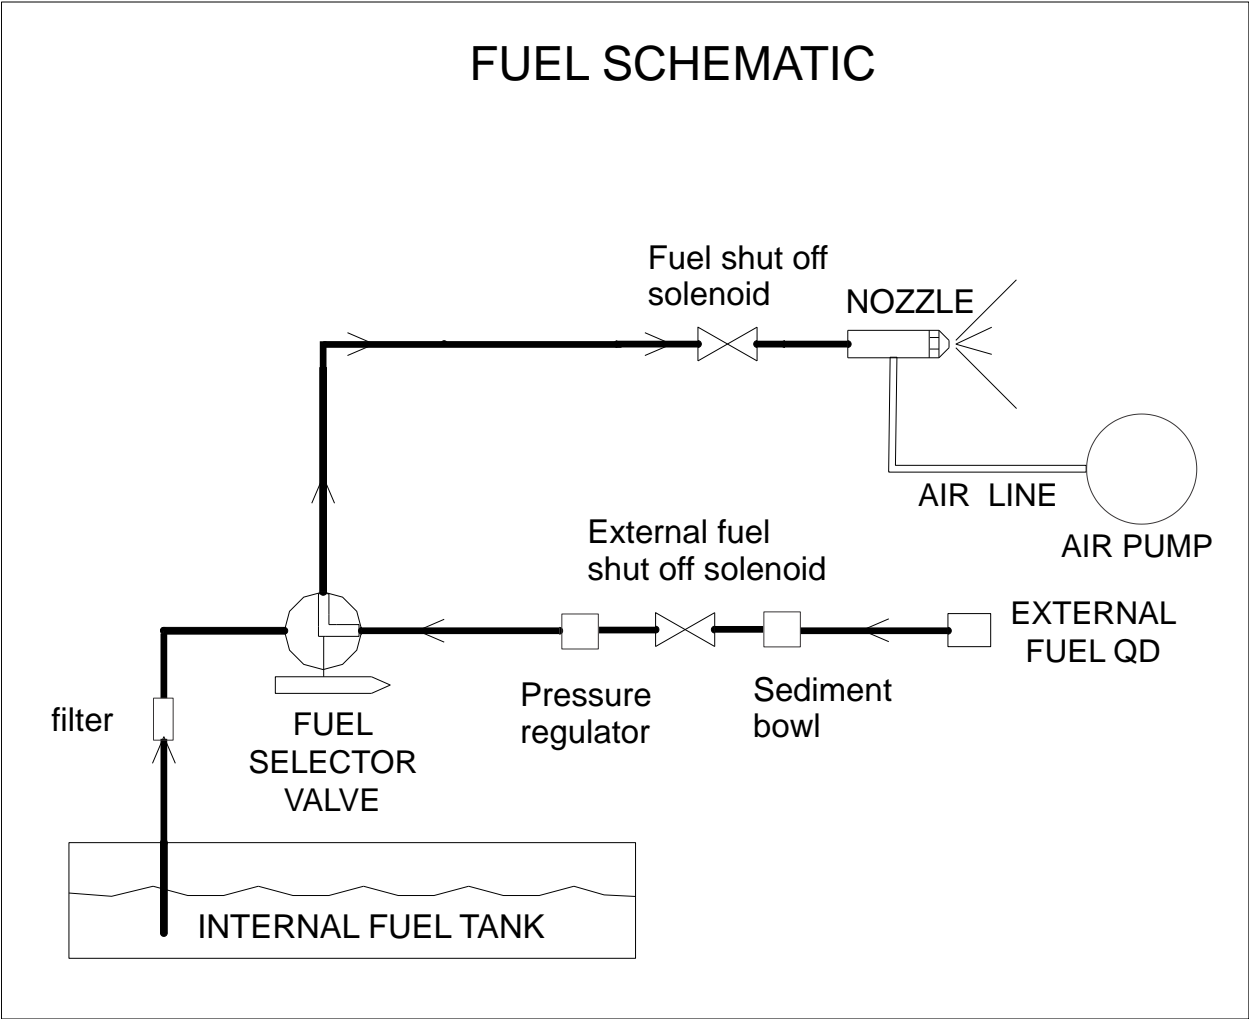 FUEL SCHEMATIC
Fuel shut off
solenoid
NOZZLE
AIR LINE
AIR PUMP
External fuel
shut off solenoid
EXTERNAL
FUEL QD
Pressure
regulator
Sediment
bowl
filter
FUEL
SELECTOR
VALVE
INTERNAL FUEL TANK